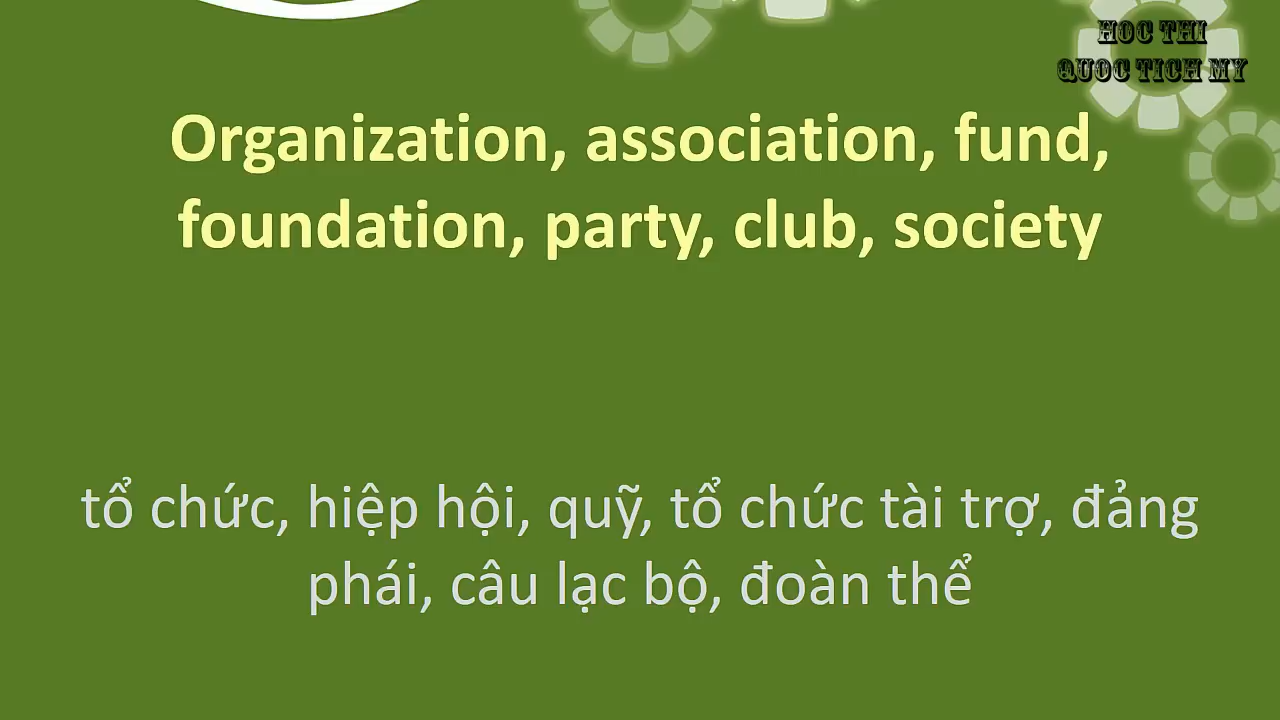 HOC THI
QUOC TICH MY
Organization, association, fund,
foundation, party, club, society
tổ chức, hiệp hội, quỹ, tổ chức tài trợ, đảng
phái, câu lạc bộ, đoàn thể